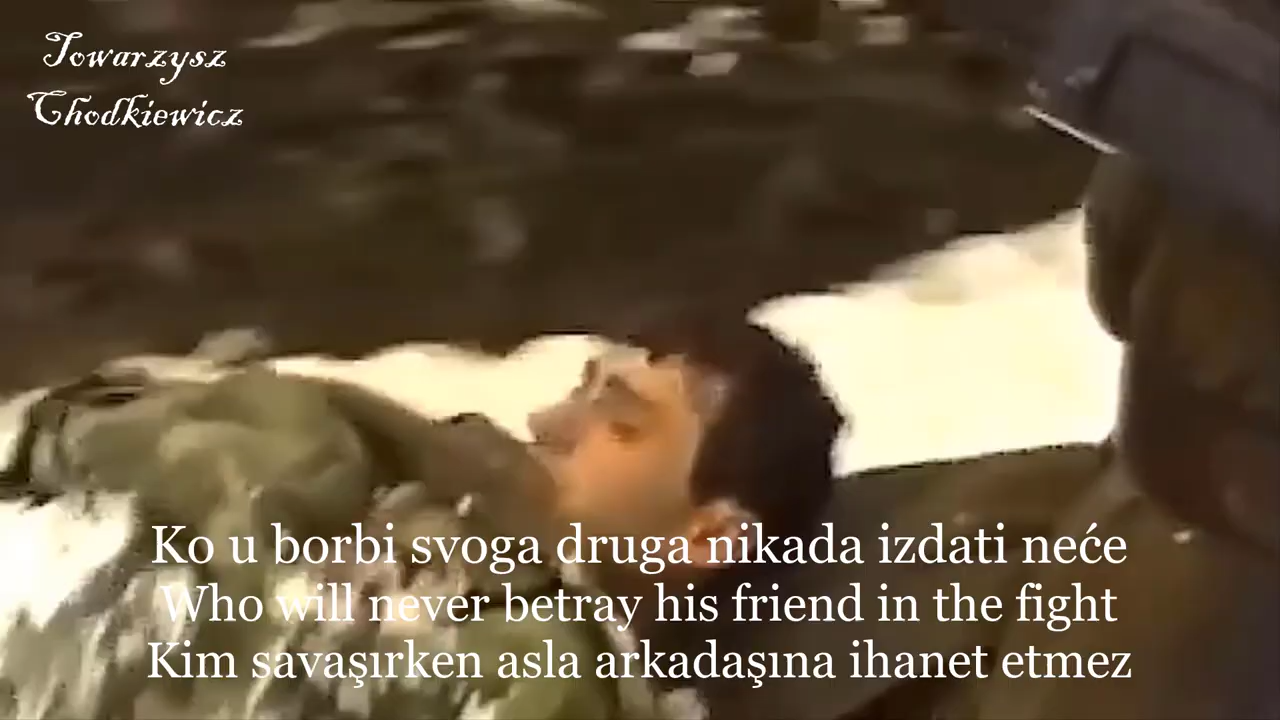 Towarzysz
Chodkiewicz
Ko u borbi svoga druga nikada izdati neće
Who will never betray his friend in the fight
Kim savaşırken asla arkadaşına ihanet etmez